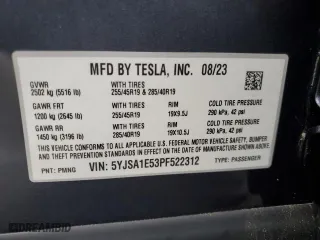 MFD BY TESLA, INC. 08/23
GVWR TIRES COLD TIRE PRESSURE
2502 kg (5516 lb) 255/45R19 & 285/40R19
GAWR FRT TIRES RIM COLD TIRE PRESSURE
1200 kg (2645 lb) 255/45R19 19X9.5J 290 kPa, 42 psi
GAWR RR TIRES RIM COLD TIRE PRESSURE
1450 kg (3196 lb) 285/40R19 19X10.5J 290 kPa, 42 psi
THIS VEHICLE CONFORMS TO ALL APPLICABLE U.S. FEDERAL MOTOR VEHICLE SAFETY, BUMPER
AND THEFT PREVENTION STANDARDS IN EFFECT ON THE DATE OF MANUFACTURE SHOWN ABOVE.
PNT: PMNG VIN: 5YJSA1E53PF522312 TYPE: PASSENGER
© IDREAMED